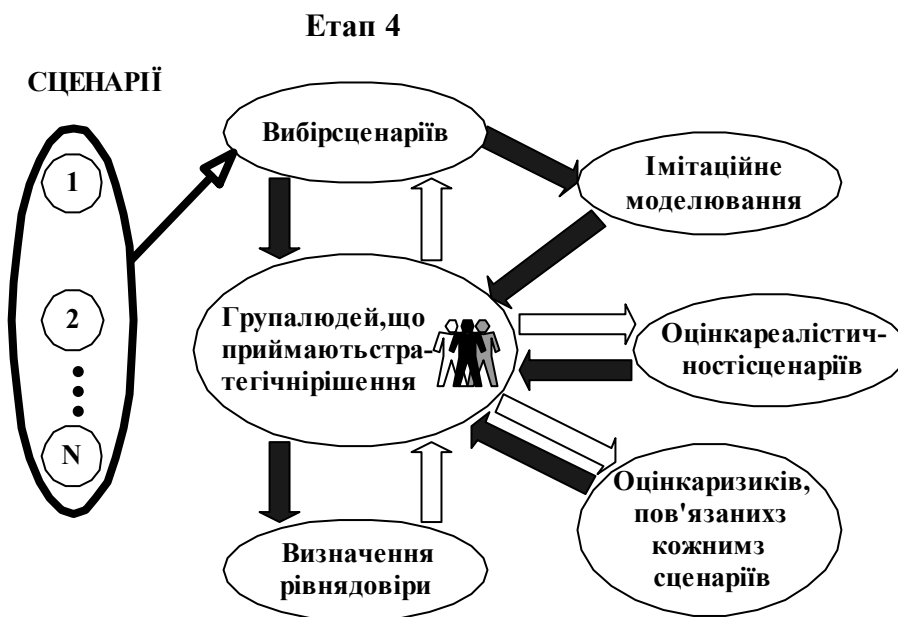 Етап 4
СЦЕНАРІЇ
1
2
N
Вибірсценаріїв
Імітаційне
моделювання
Групалюдей,що
приймаютьстра-
тегічнірішення
Оцінкареалістич-
ностісценаріїв
Оцінкаризиків,
пов'язанихз
кожнимз
сценаріїв
Визначення
рівнядовіри